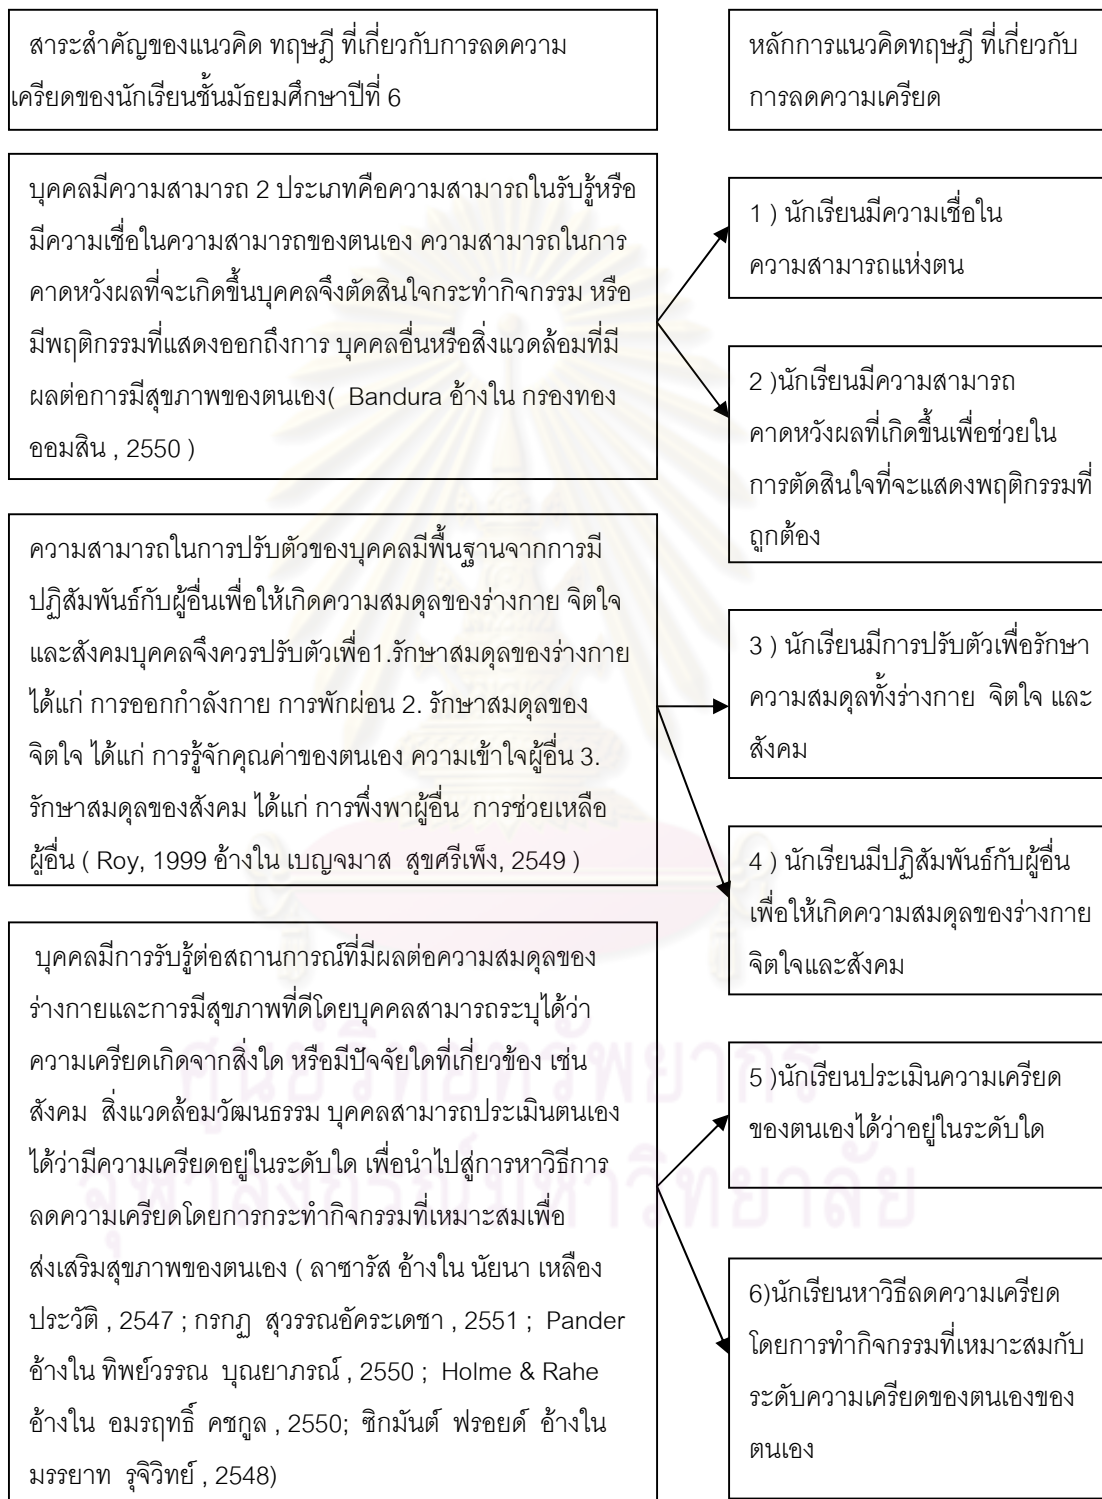 สาระสำคัญของแนวคิด ทฤษฎี ที่เกี่ยวกับการลดความ
เครียดของนักเรียนชั้นมัธยมศึกษาปีที่ 6
หลักการแนวคิดทฤษฎี ที่เกี่ยวกับ
การลดความเครียด
บุคคลมีความสามารถ 2 ประเภทคือความสามารถในรับรู้หรือ
มีความเชื่อในความสามารถของตนเอง ความสามารถในการ
คาดหวังผลที่จะเกิดขึ้นบุคคลจึงตัดสินใจกระทำกิจกรรม หรือ
มีพฤติกรรมที่แสดงออกถึงการ บุคคลอื่นหรือสิ่งแวดล้อมที่มี
ผลต่อการมีสุขภาพของตนเอง( Bandura อ้างใน กรองทอง
ออมสิน , 2550 )
1 ) นักเรียนมีความเชื่อใน
ความสามารถแห่งตน
2 )นักเรียนมีความสามารถ
คาดหวังผลที่เกิดขึ้นเพื่อช่วยใน
การตัดสินใจที่จะแสดงพฤติกรรมที่
ถูกต้อง
ความสามารถในการปรับตัวของบุคคลมีพื้นฐานจากการมี
ปฏิสัมพันธ์กับผู้อื่นเพื่อให้เกิดความสมดุลของร่างกาย จิตใจ
และสังคมบุคคลจึงควรปรับตัวเพื่อ1.รักษาสมดุลของร่างกาย
ได้แก่ การออกกำลังกาย การพักผ่อน 2. รักษาสมดุลของ
จิตใจ ได้แก่ การรู้จักคุณค่าของตนเอง ความเข้าใจผู้อื่น 3.
รักษาสมดุลของสังคม ได้แก่ การพึ่งพาผู้อื่น การช่วยเหลือ
ผู้อื่น ( Roy, 1999 อ้างใน เบญจมาส สุขศรีเพ็ง, 2549 )
3 ) นักเรียนมีการปรับตัวเพื่อรักษา
ความสมดุลทั้งร่างกาย จิตใจ และ
สังคม
4 ) นักเรียนมีปฏิสัมพันธ์กับผู้อื่น
เพื่อให้เกิดความสมดุลของร่างกาย
จิตใจและสังคม
บุคคลมีการรับรู้ต่อสถานการณ์ที่มีผลต่อความสมดุลของ
ร่างกายและการมีสุขภาพที่ดีโดยบุคคลสามารถระบุได้ว่า
ความเครียดเกิดจากสิ่งใด หรือมีปัจจัยใดที่เกี่ยวข้อง เช่น
สังคม สิ่งแวดล้อมวัฒนธรรม บุคคลสามารถประเมินตนเอง
ได้ว่ามีความเครียดอยู่ในระดับใด เพื่อนำไปสู่การหาวิธีการ
ลดความเครียดโดยการกระทำกิจกรรมที่เหมาะสมเพื่อ
ส่งเสริมสุขภาพของตนเอง ( ลาซารัส อ้างใน นัยนา เหลือง
ประวัติ , 2547 ; กรกฏ สุวรรณอัคระเดชา , 2551 ; Pander
อ้างใน ทิพย์วรรณ บุณยาภรณ์ , 2550 ; Holme & Rahe
อ้างใน อมรฤทธิ์ คชกูล , 2550; ซิกมันต์ ฟรอยด์ อ้างใน
มรรยาท รุจิวิทย์ , 2548)
5 )นักเรียนประเมินความเครียด
ของตนเองได้ว่าอยู่ในระดับใด
6)นักเรียนหาวิธีลดความเครียด
โดยการทำกิจกรรมที่เหมาะสมกับ
ระดับความเครียดของตนเองของ
ตนเอง
ศูนย์วิทยทรัพยากร
จุฬาลงกรณ์มหาวิทยาลัย